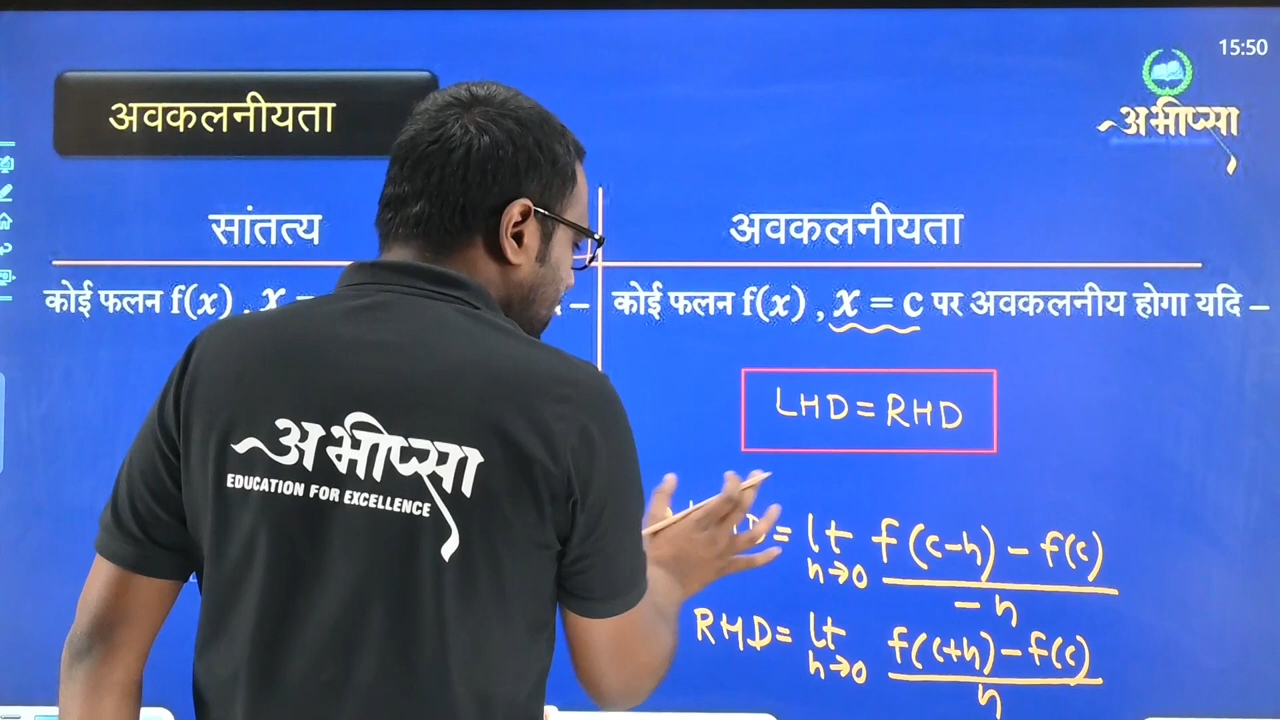 15:50
अभीप्सा
अवकलनीयता
सांतत्य
कोई फलन f(x) , x
अवकलनीयता
कोई फलन f(x) , x = c पर अवकलनीय होगा यदि –
LHD = RHD
D = lt h→0 f(c-h) - f(c) / -h
RHD = lt h→0 f(c+h) - f(c) / h
अभीप्सा
EDUCATION FOR EXCELLENCE